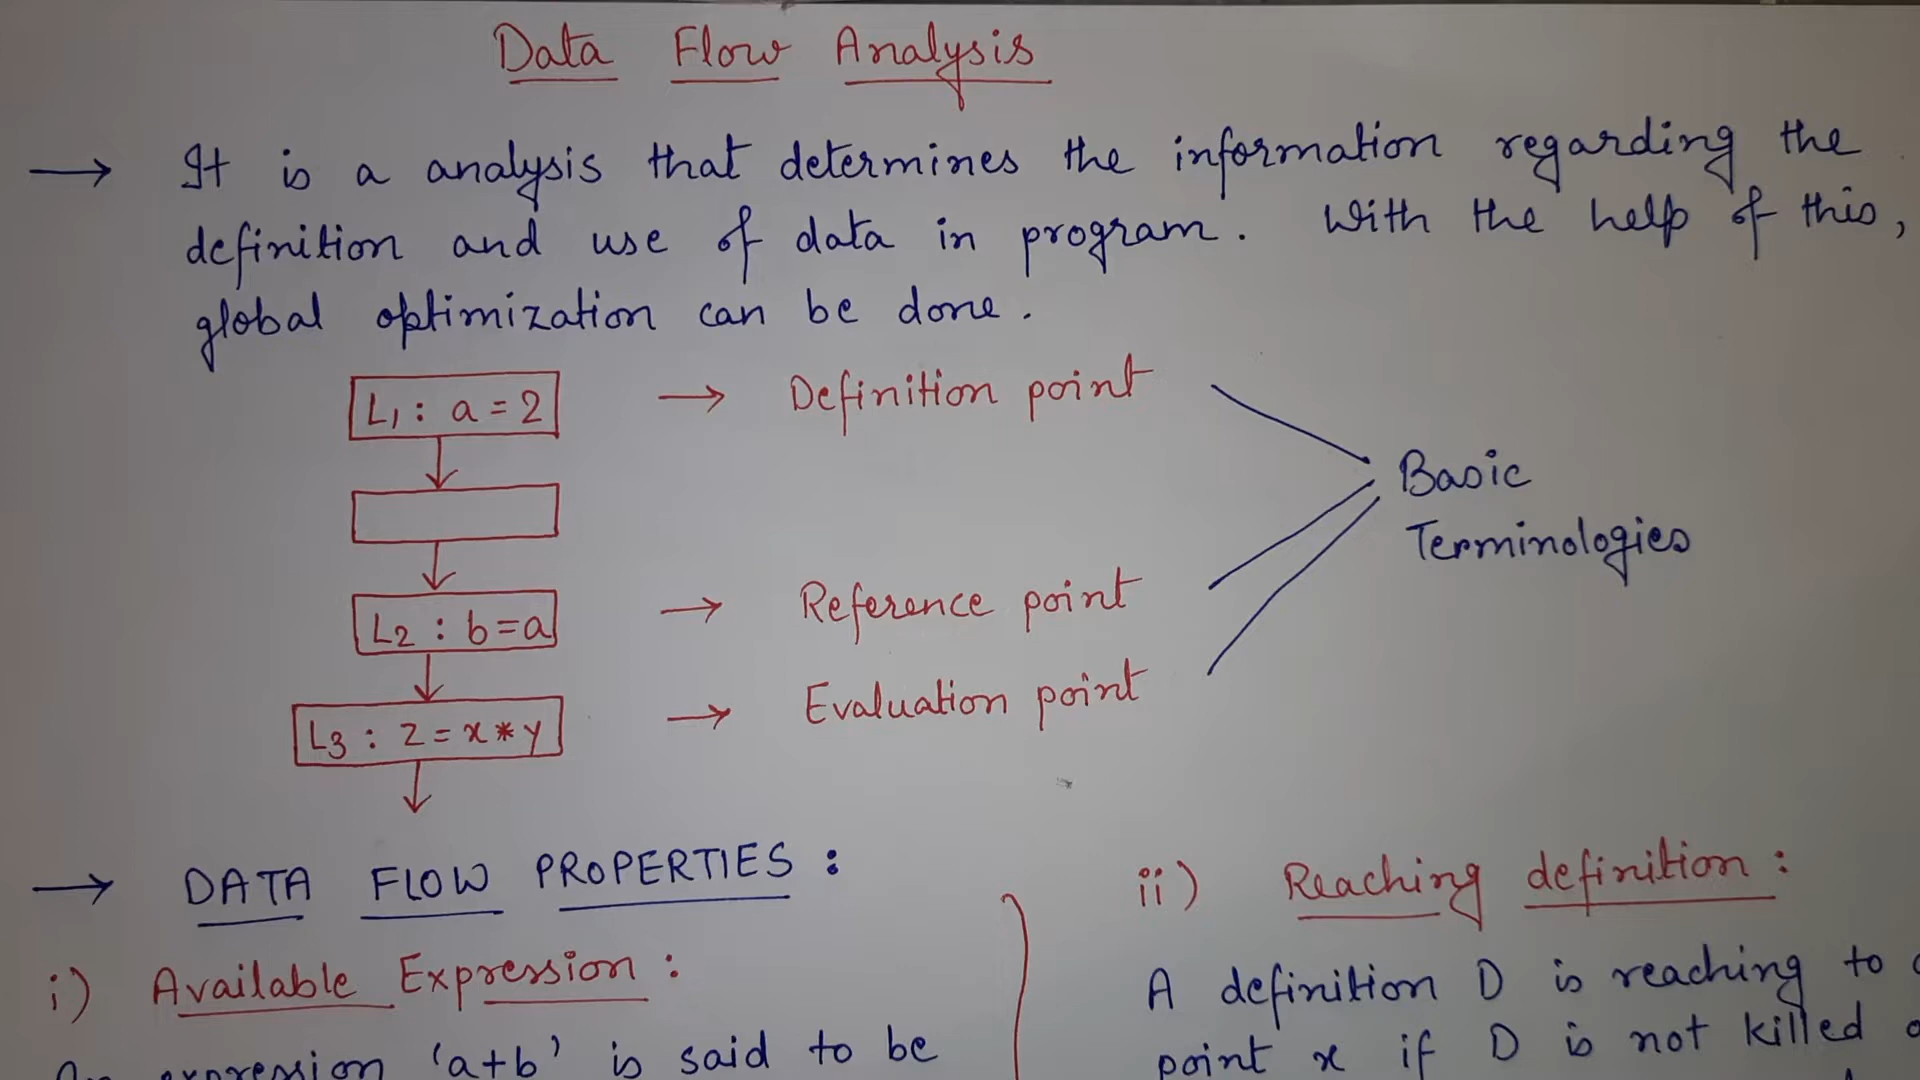 Data Flow Analysis
→ It is a analysis that determines the information regarding the
definition and use of data in program. With the help of this,
global optimization can be done.
L1 : a = 2 → Definition point
Basic
Terminologies
L2 : b = a → Reference point
L3 : z = x * y → Evaluation point
→ DATA FLOW PROPERTIES :
i) Available Expression :
expression 'a+b' is said to be
ii) Reaching definition :
A definition D is reaching to
point x if D is not killed